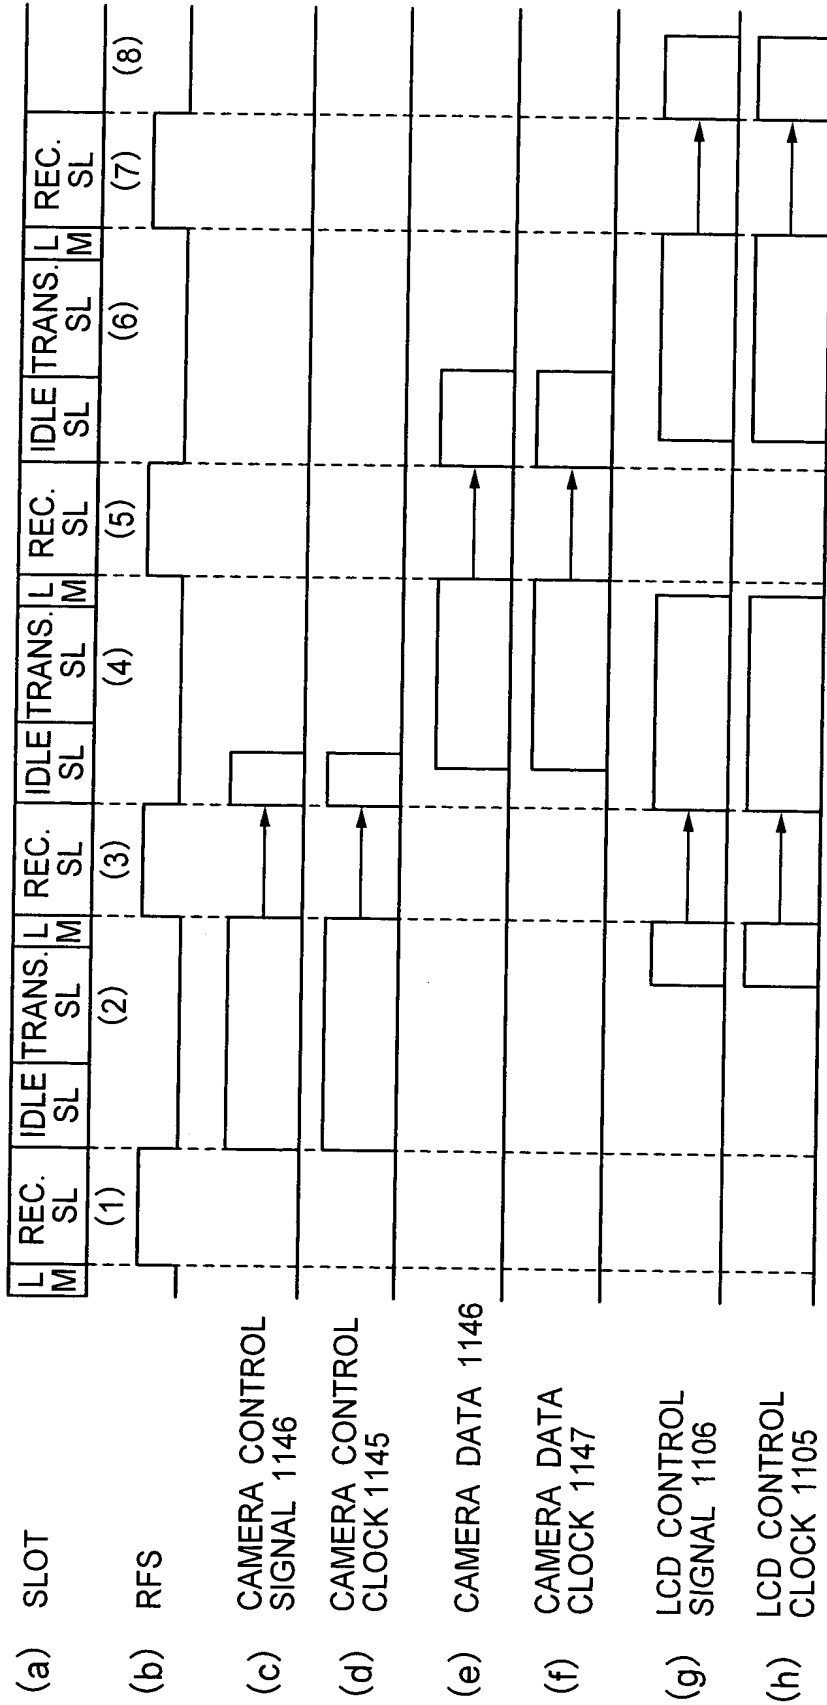 (a) SLOT
L
M
REC.
SL
IDLE
SL
TRANS.
SL
L
M
REC.
SL
IDLE
SL
TRANS.
SL
L
M
REC.
SL
IDLE
SL
TRANS.
SL
L
M
REC.
SL
(b) RFS
(1) (2) (3) (4) (5) (6) (7) (8)
(c) CAMERA CONTROL
SIGNAL 1146
(d) CAMERA CONTROL
CLOCK 1145
(e) CAMERA DATA 1146
(f) CAMERA DATA
CLOCK 1147
(g) LCD CONTROL
SIGNAL 1106
(h) LCD CONTROL
CLOCK 1105